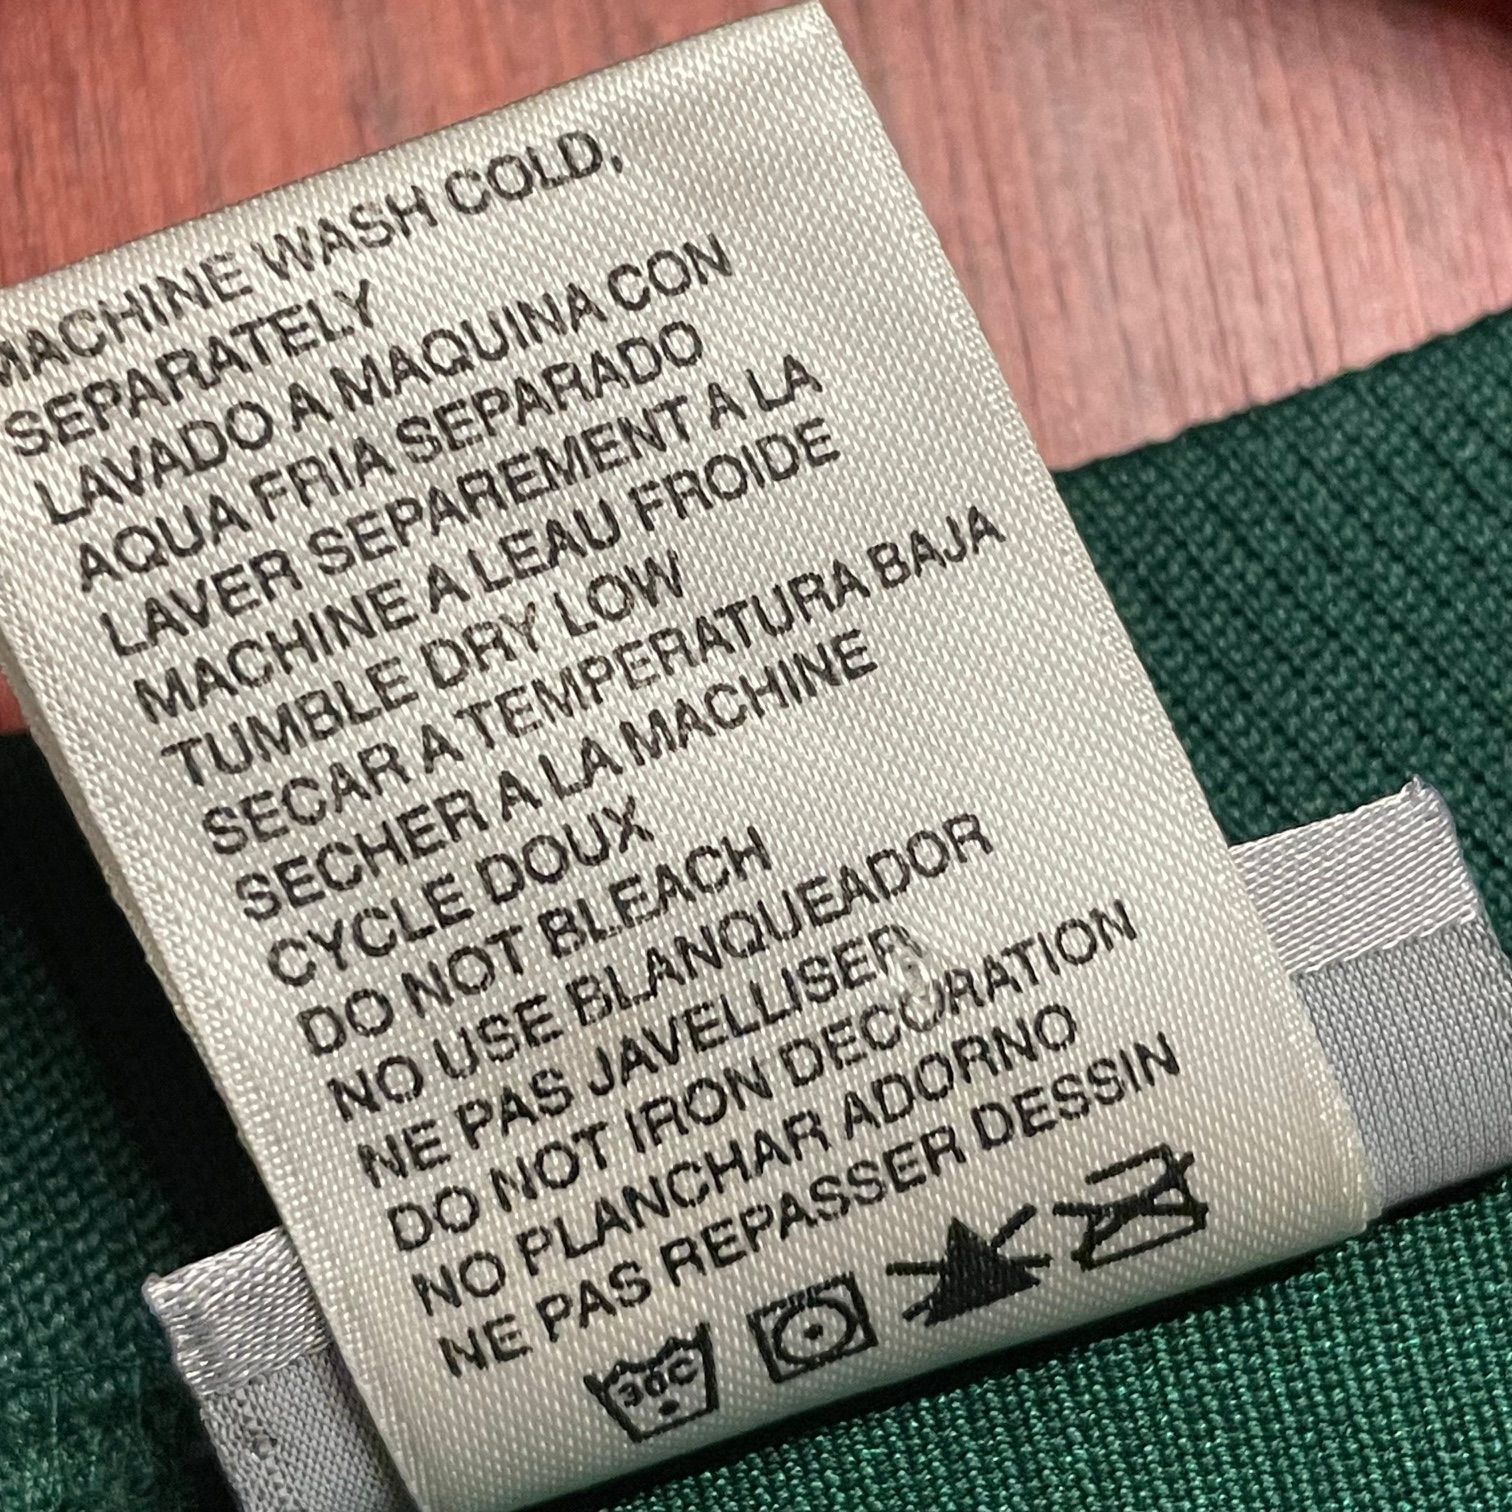 MACHINE WASH COLD,
SEPARATELY
LAVADO A MAQUINA CON
AQUA FRIA SEPARADO
LAVER SEPAREMENT A LA
MACHINE A LEAU FROIDE
TUMBLE DRY LOW
SECAR A TEMPERATURA BAJA
SECHER A LA MACHINE
CYCLE DOUX
DO NOT BLEACH
NO USE BLANQUEADOR
NE PAS JAVELLISER
DO NOT IRON DECORATION
NO PLANCHAR ADORNO
NE PAS REPASSER DESSIN
30C